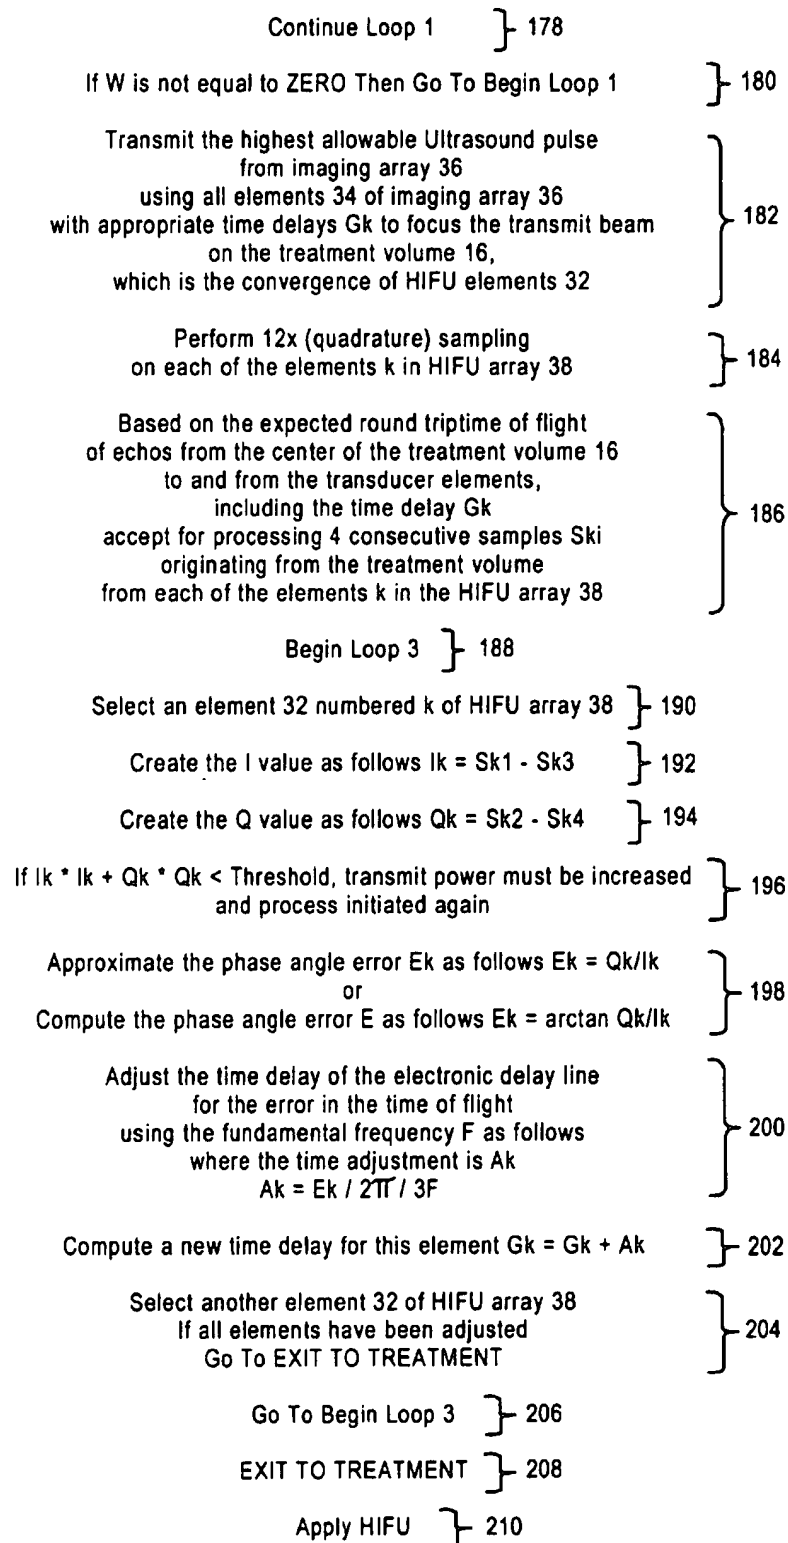 Continue Loop 1 178
If W is not equal to ZERO Then Go To Begin Loop 1 180
Transmit the highest allowable Ultrasound pulse
from imaging array 36
using all elements 34 of imaging array 36
with appropriate time delays Gk to focus the transmit beam 182
on the treatment volume 16,
which is the convergence of HIFU elements 32
Perform 12x (quadrature) sampling
on each of the elements k in HIFU array 38 184
Based on the expected round triptime of flight
of echos from the center of the treatment volume 16
to and from the transducer elements,
including the time delay Gk 186
accept for processing 4 consecutive samples Ski
originating from the treatment volume
from each of the elements k in the HIFU array 38
Begin Loop 3 188
Select an element 32 numbered k of HIFU array 38 190
Create the I value as follows Ik = Sk1 - Sk3 192
Create the Q value as follows Qk = Sk2 - Sk4 194
If Ik * Ik + Qk * Qk < Threshold, transmit power must be increased 196
and process initiated again
Approximate the phase angle error Ek as follows Ek = Qk/Ik
or 198
Compute the phase angle error E as follows Ek = arctan Qk/Ik
Adjust the time delay of the electronic delay line
for the error in the time of flight
using the fundamental frequency F as follows 200
where the time adjustment is Ak
Ak = Ek / 2π / 3F
Compute a new time delay for this element Gk = Gk + Ak 202
Select another element 32 of HIFU array 38
If all elements have been adjusted 204
Go To EXIT TO TREATMENT
Go To Begin Loop 3 206
EXIT TO TREATMENT 208
Apply HIFU 210